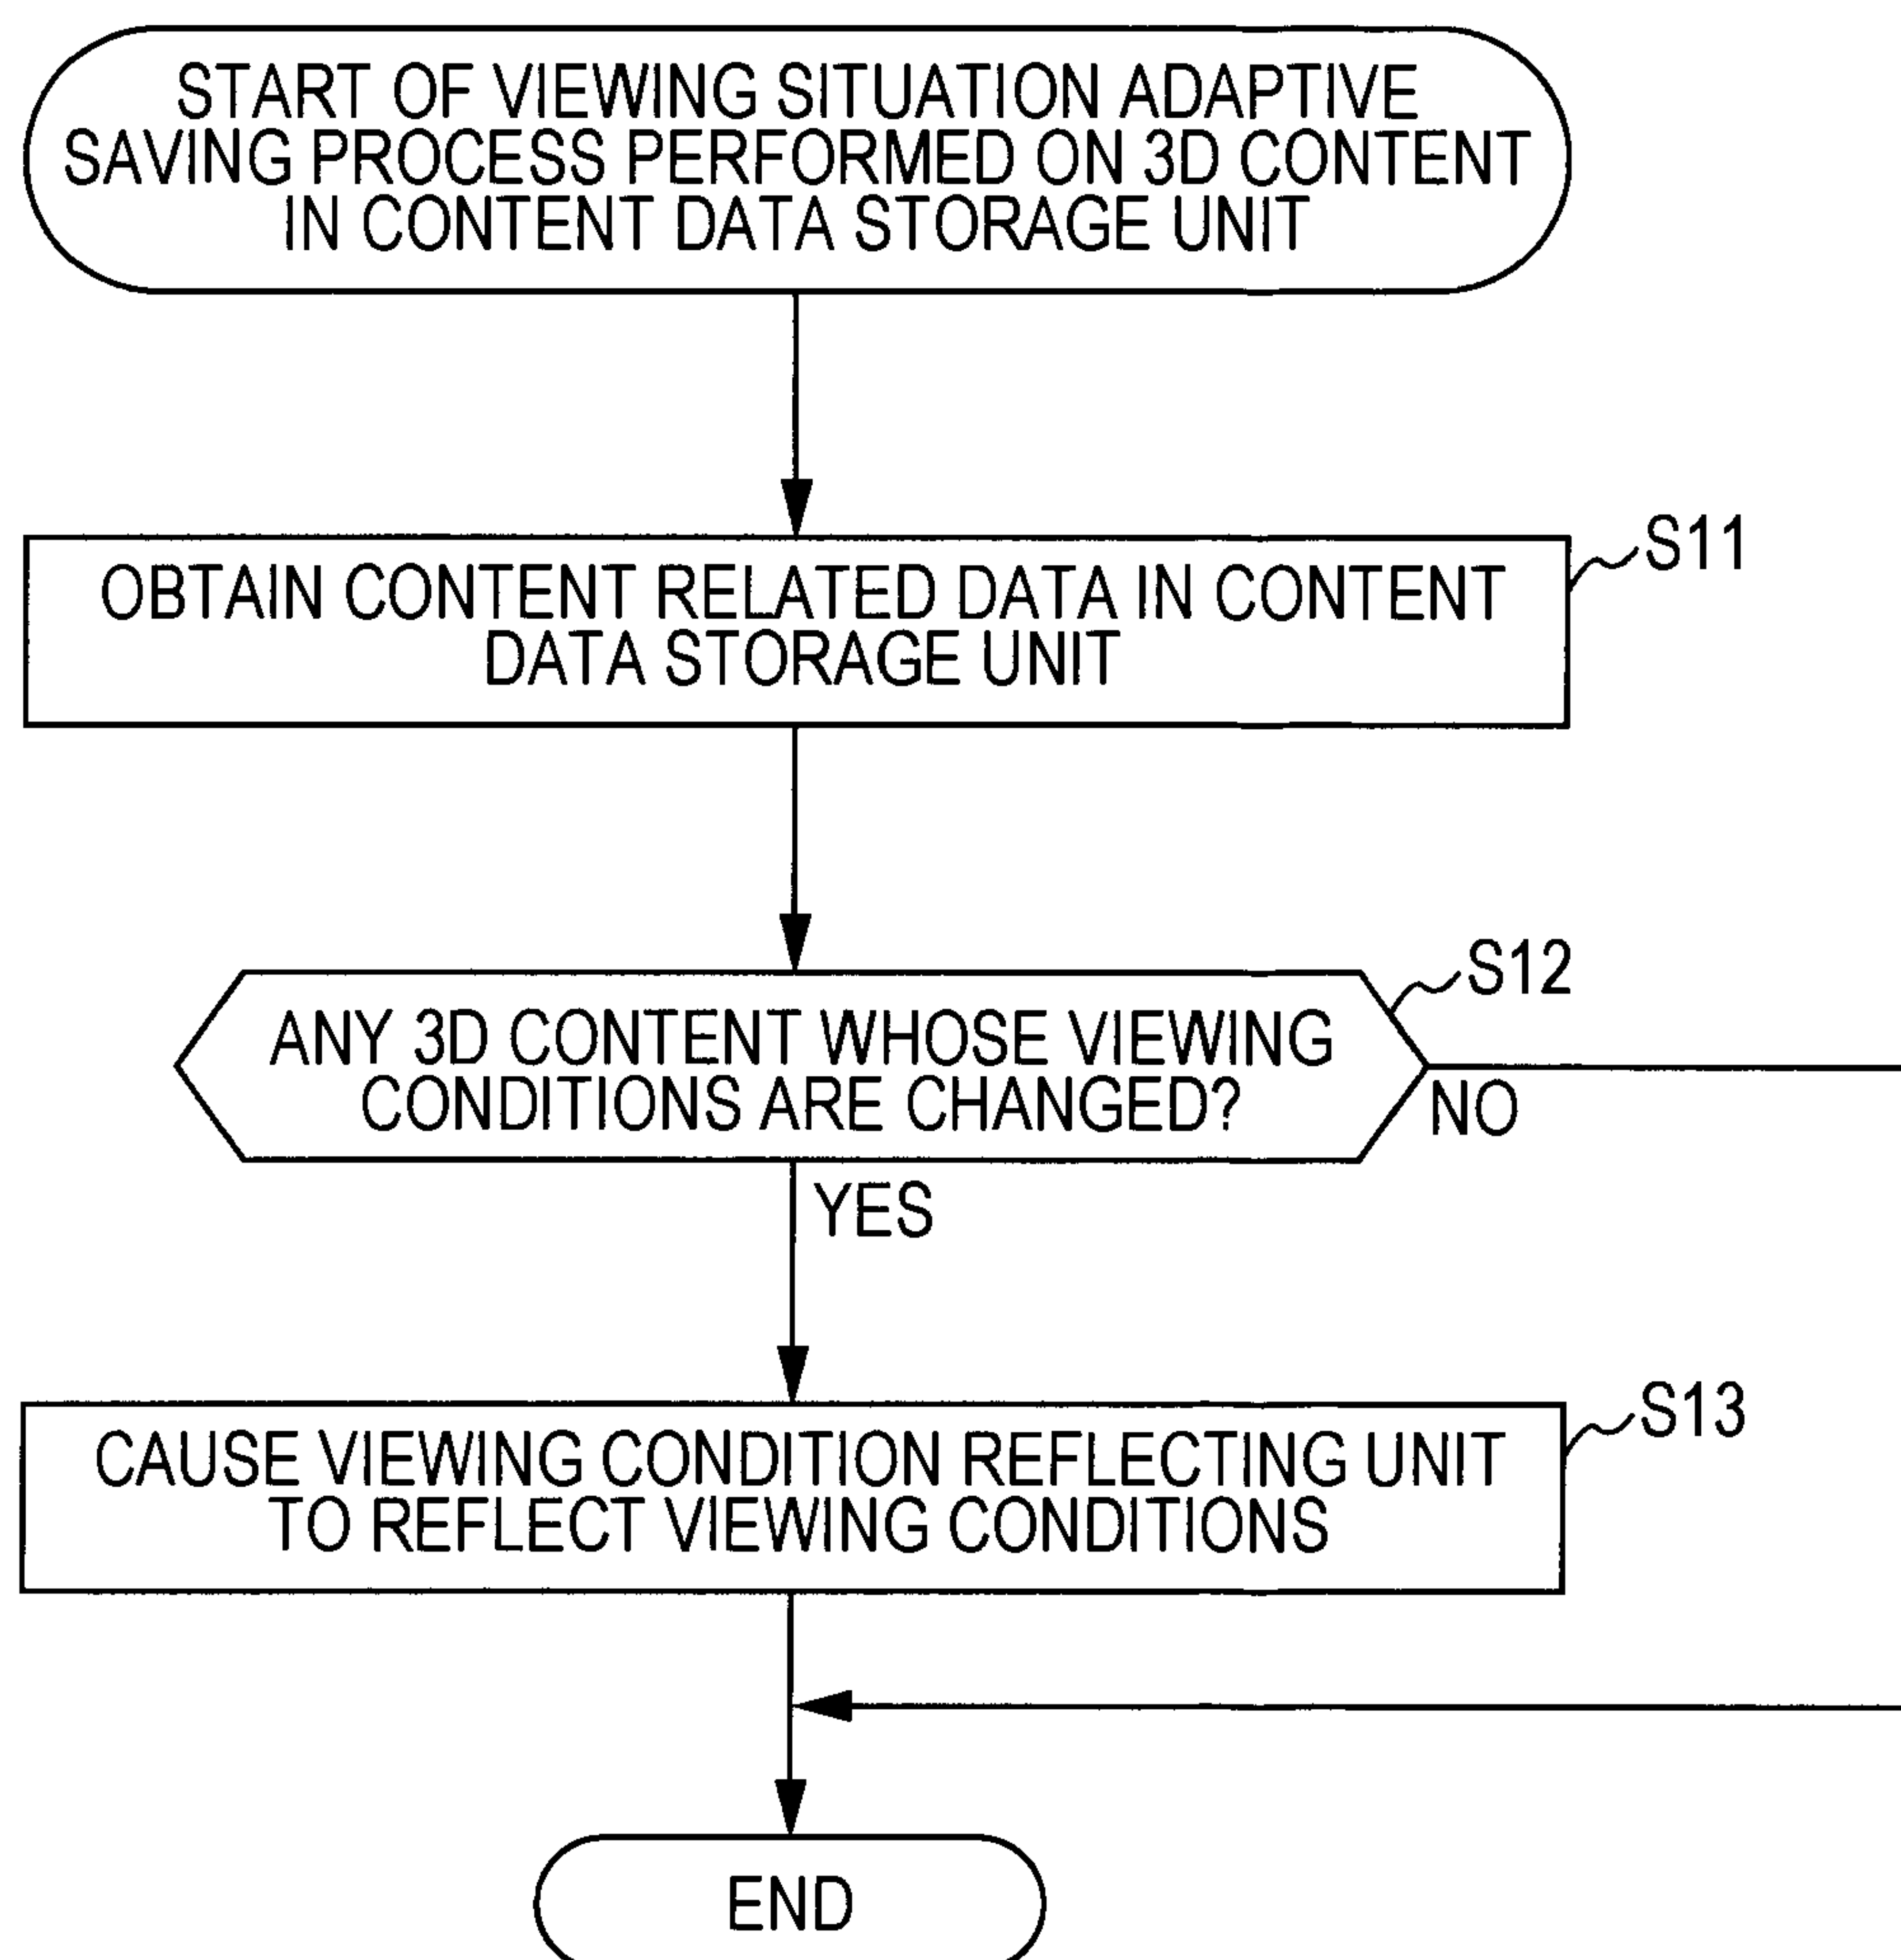 START OF VIEWING SITUATION ADAPTIVE
SAVING PROCESS PERFORMED ON 3D CONTENT
IN CONTENT DATA STORAGE UNIT
S11
OBTAIN CONTENT RELATED DATA IN CONTENT
DATA STORAGE UNIT
S12
ANY 3D CONTENT WHOSE VIEWING
CONDITIONS ARE CHANGED?
NO
YES
S13
CAUSE VIEWING CONDITION REFLECTING UNIT
TO REFLECT VIEWING CONDITIONS
END